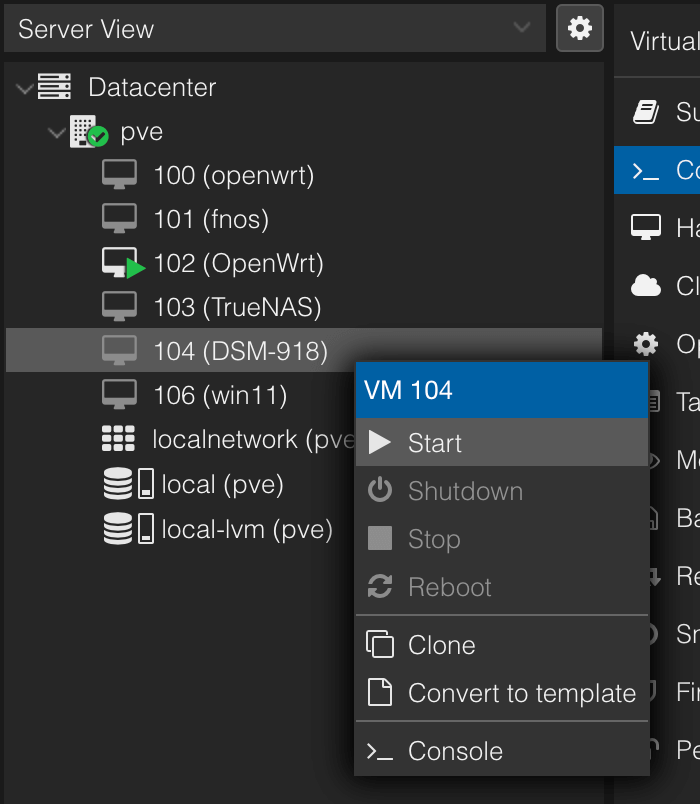 Server View
Datacenter
pve
100 (openwrt)
101 (fnos)
102 (OpenWrt)
103 (TrueNAS)
104 (DSM-918)
106 (win11)
localnetwork (pve
local (pve)
local-lvm (pve)
VM 104
Start
Shutdown
Stop
Reboot
Clone
Convert to template
Console
Virtual
Su
Co
Ha
Cl
Op
Ta
Mo
Ba
Re
Sn
Fir
Pe